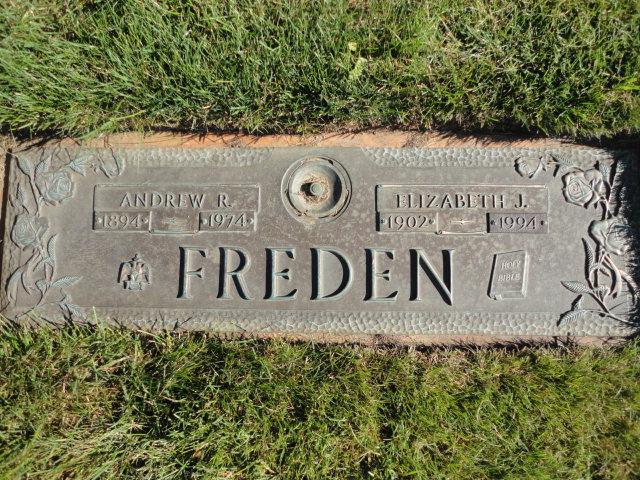 ANDREW R.
1894 1974
ELIZABETH J.
1902 1994
FREDEN
HOLY
BIBLE